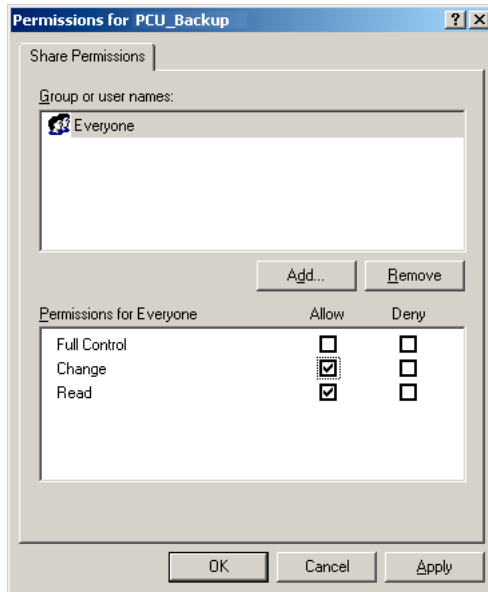 Permissions for PCU_Backup
Share Permissions
Group or user names:
Everyone
Add... Remove
Permissions for Everyone Allow Deny
Full Control
Change
Read
OK Cancel Apply